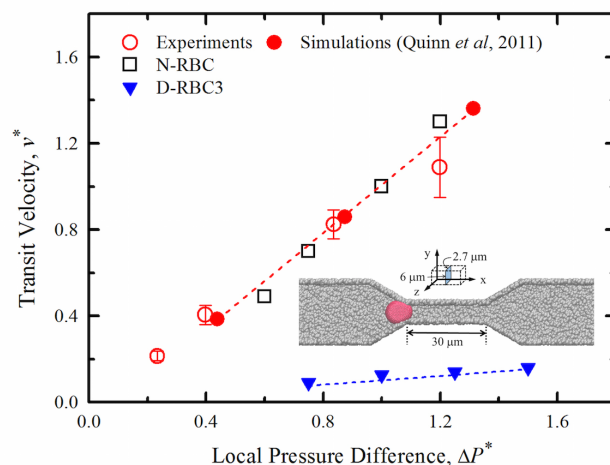 Experiments
Simulations (Quinn et al, 2011)
N-RBC
D-RBC3
1.6
1.2
0.8
0.4
0.0
Transit Velocity, v*
y
x
z
2.7 μm
6 μm
30 μm
0.0 0.4 0.8 1.2 1.6
Local Pressure Difference, ΔP*